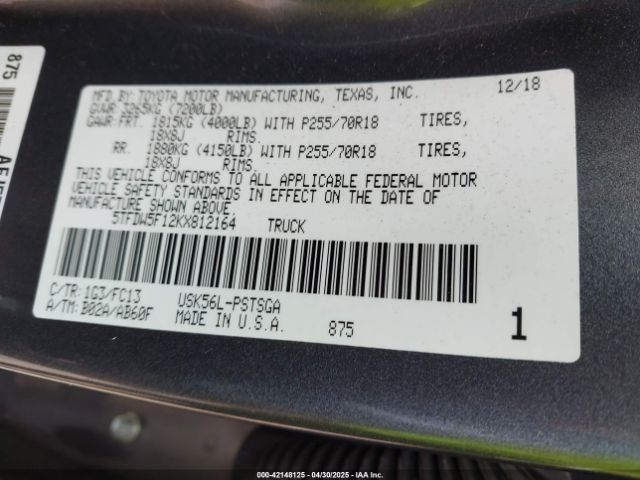 875
MFD.BY: TOYOTA MOTOR MANUFACTURING, TEXAS, INC. 12/18
GVWR: 3265KG (7200LB)
GAWR: FRT. 1815KG (4000LB) WITH P255/70R18 TIRES,
18X8J RIMS
RR. 1880KG (4150LB) WITH P255/70R18 TIRES,
18X8J RIMS.
THIS VEHICLE CONFORMS TO ALL APPLICABLE FEDERAL MOTOR
VEHICLE SAFETY STANDARDS IN EFFECT ON THE DATE OF
MANUFACTURE SHOWN ABOVE.
5TFDW5F12KX812164 TRUCK
C/TR: 1G3/FC13 USK56L-PSTSGA
A/TM: B02A/AB60F MADE IN U.S.A. 875 1
000-42148125 - 04/30/2025 - IAA Inc.